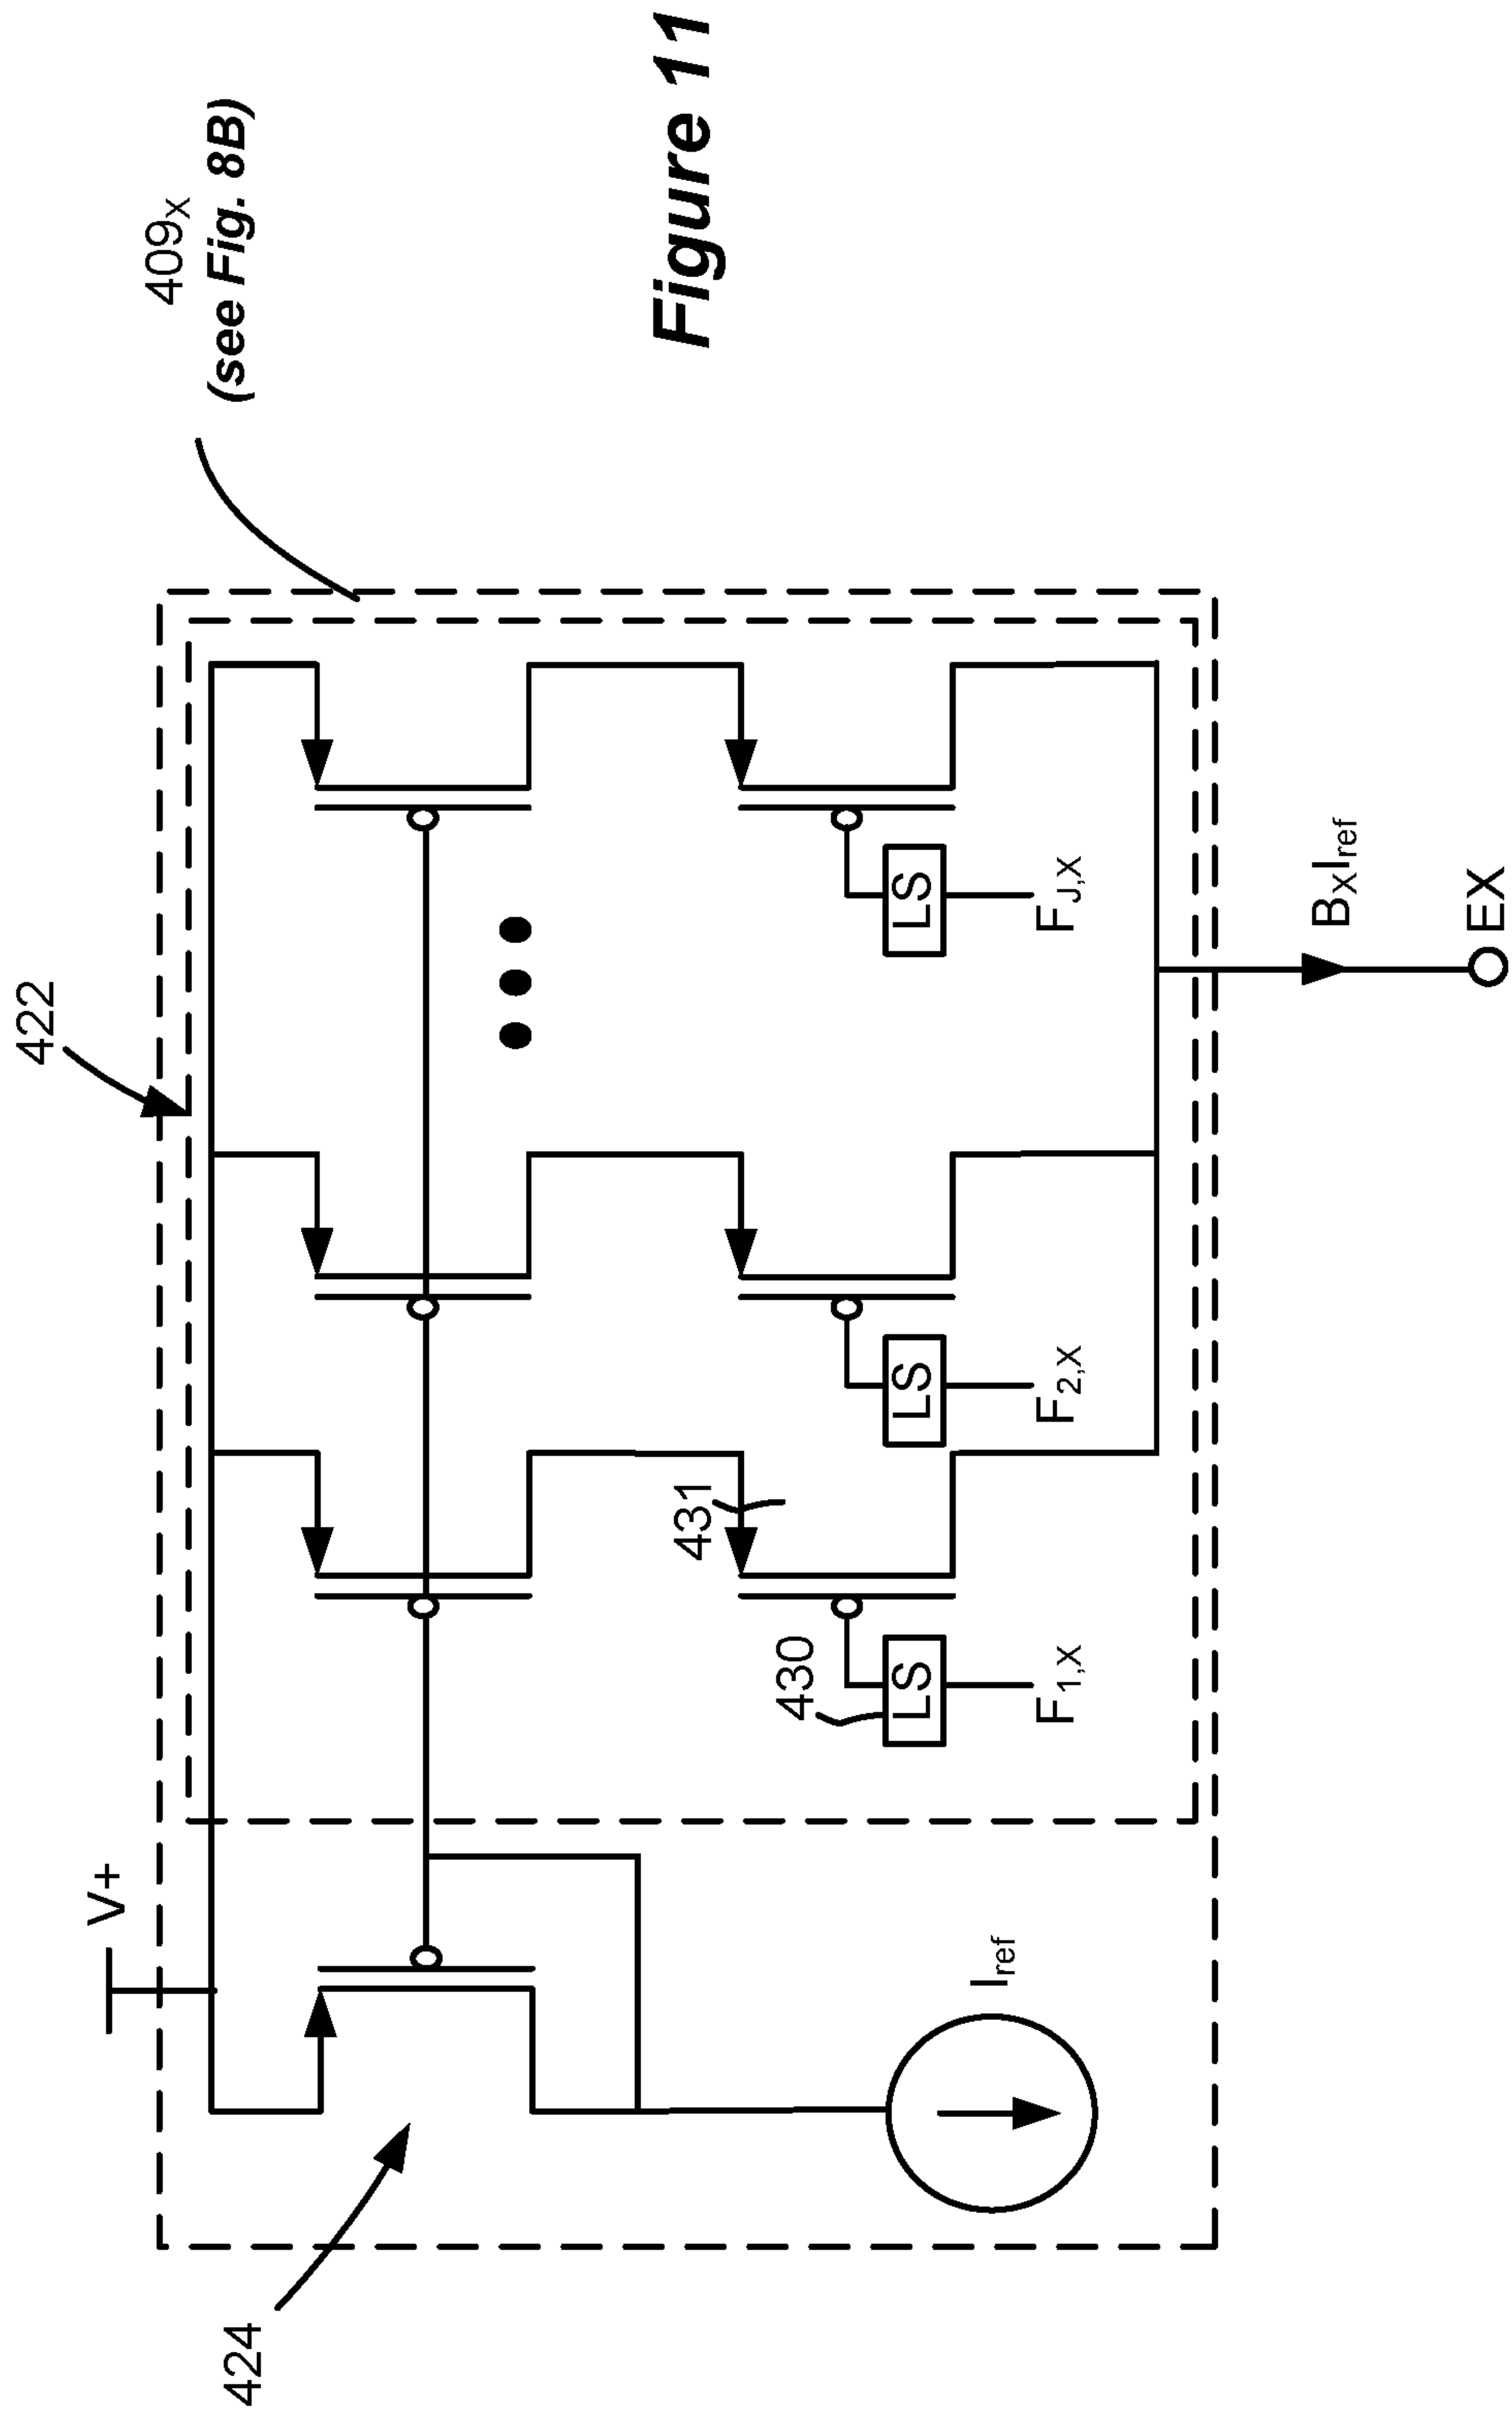 422
409X
(see Fig. 8B)
V+
424
431
430
LS
LS
LS
F1,X
F2,X
FJ,X
Iref
BXIref
EX
Figure 11